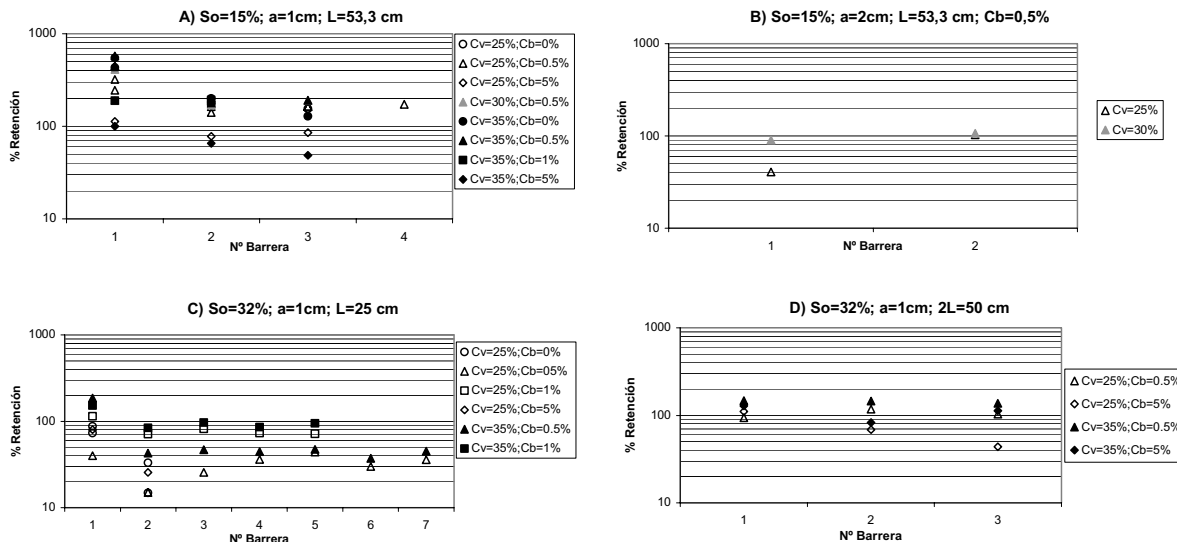 A) So=15%; a=1cm; L=53,3 cm
1000
100
10
% Retención
1
2
3
4
Nº Barrera
Cv=25%;Cb=0%
Cv=25%;Cb=0.5%
Cv=25%;Cb=5%
Cv=30%;Cb=0.5%
Cv=35%;Cb=0%
Cv=35%;Cb=0.5%
Cv=35%;Cb=1%
Cv=35%;Cb=5%
B) So=15%; a=2cm; L=53,3 cm; Cb=0,5%
1000
100
10
% Retención
1
2
Nº Barrera
Cv=25%
Cv=30%
C) So=32%; a=1cm; L=25 cm
1000
100
10
% Retención
1
2
3
4
5
6
7
Nº Barrera
Cv=25%;Cb=0%
Cv=25%;Cb=05%
Cv=25%;Cb=1%
Cv=25%;Cb=5%
Cv=35%;Cb=0.5%
Cv=35%;Cb=1%
D) So=32%; a=1cm; 2L=50 cm
1000
100
10
% Retención
1
2
3
Nº Barrera
Cv=25%;Cb=0.5%
Cv=25%;Cb=5%
Cv=35%;Cb=0.5%
Cv=35%;Cb=5%